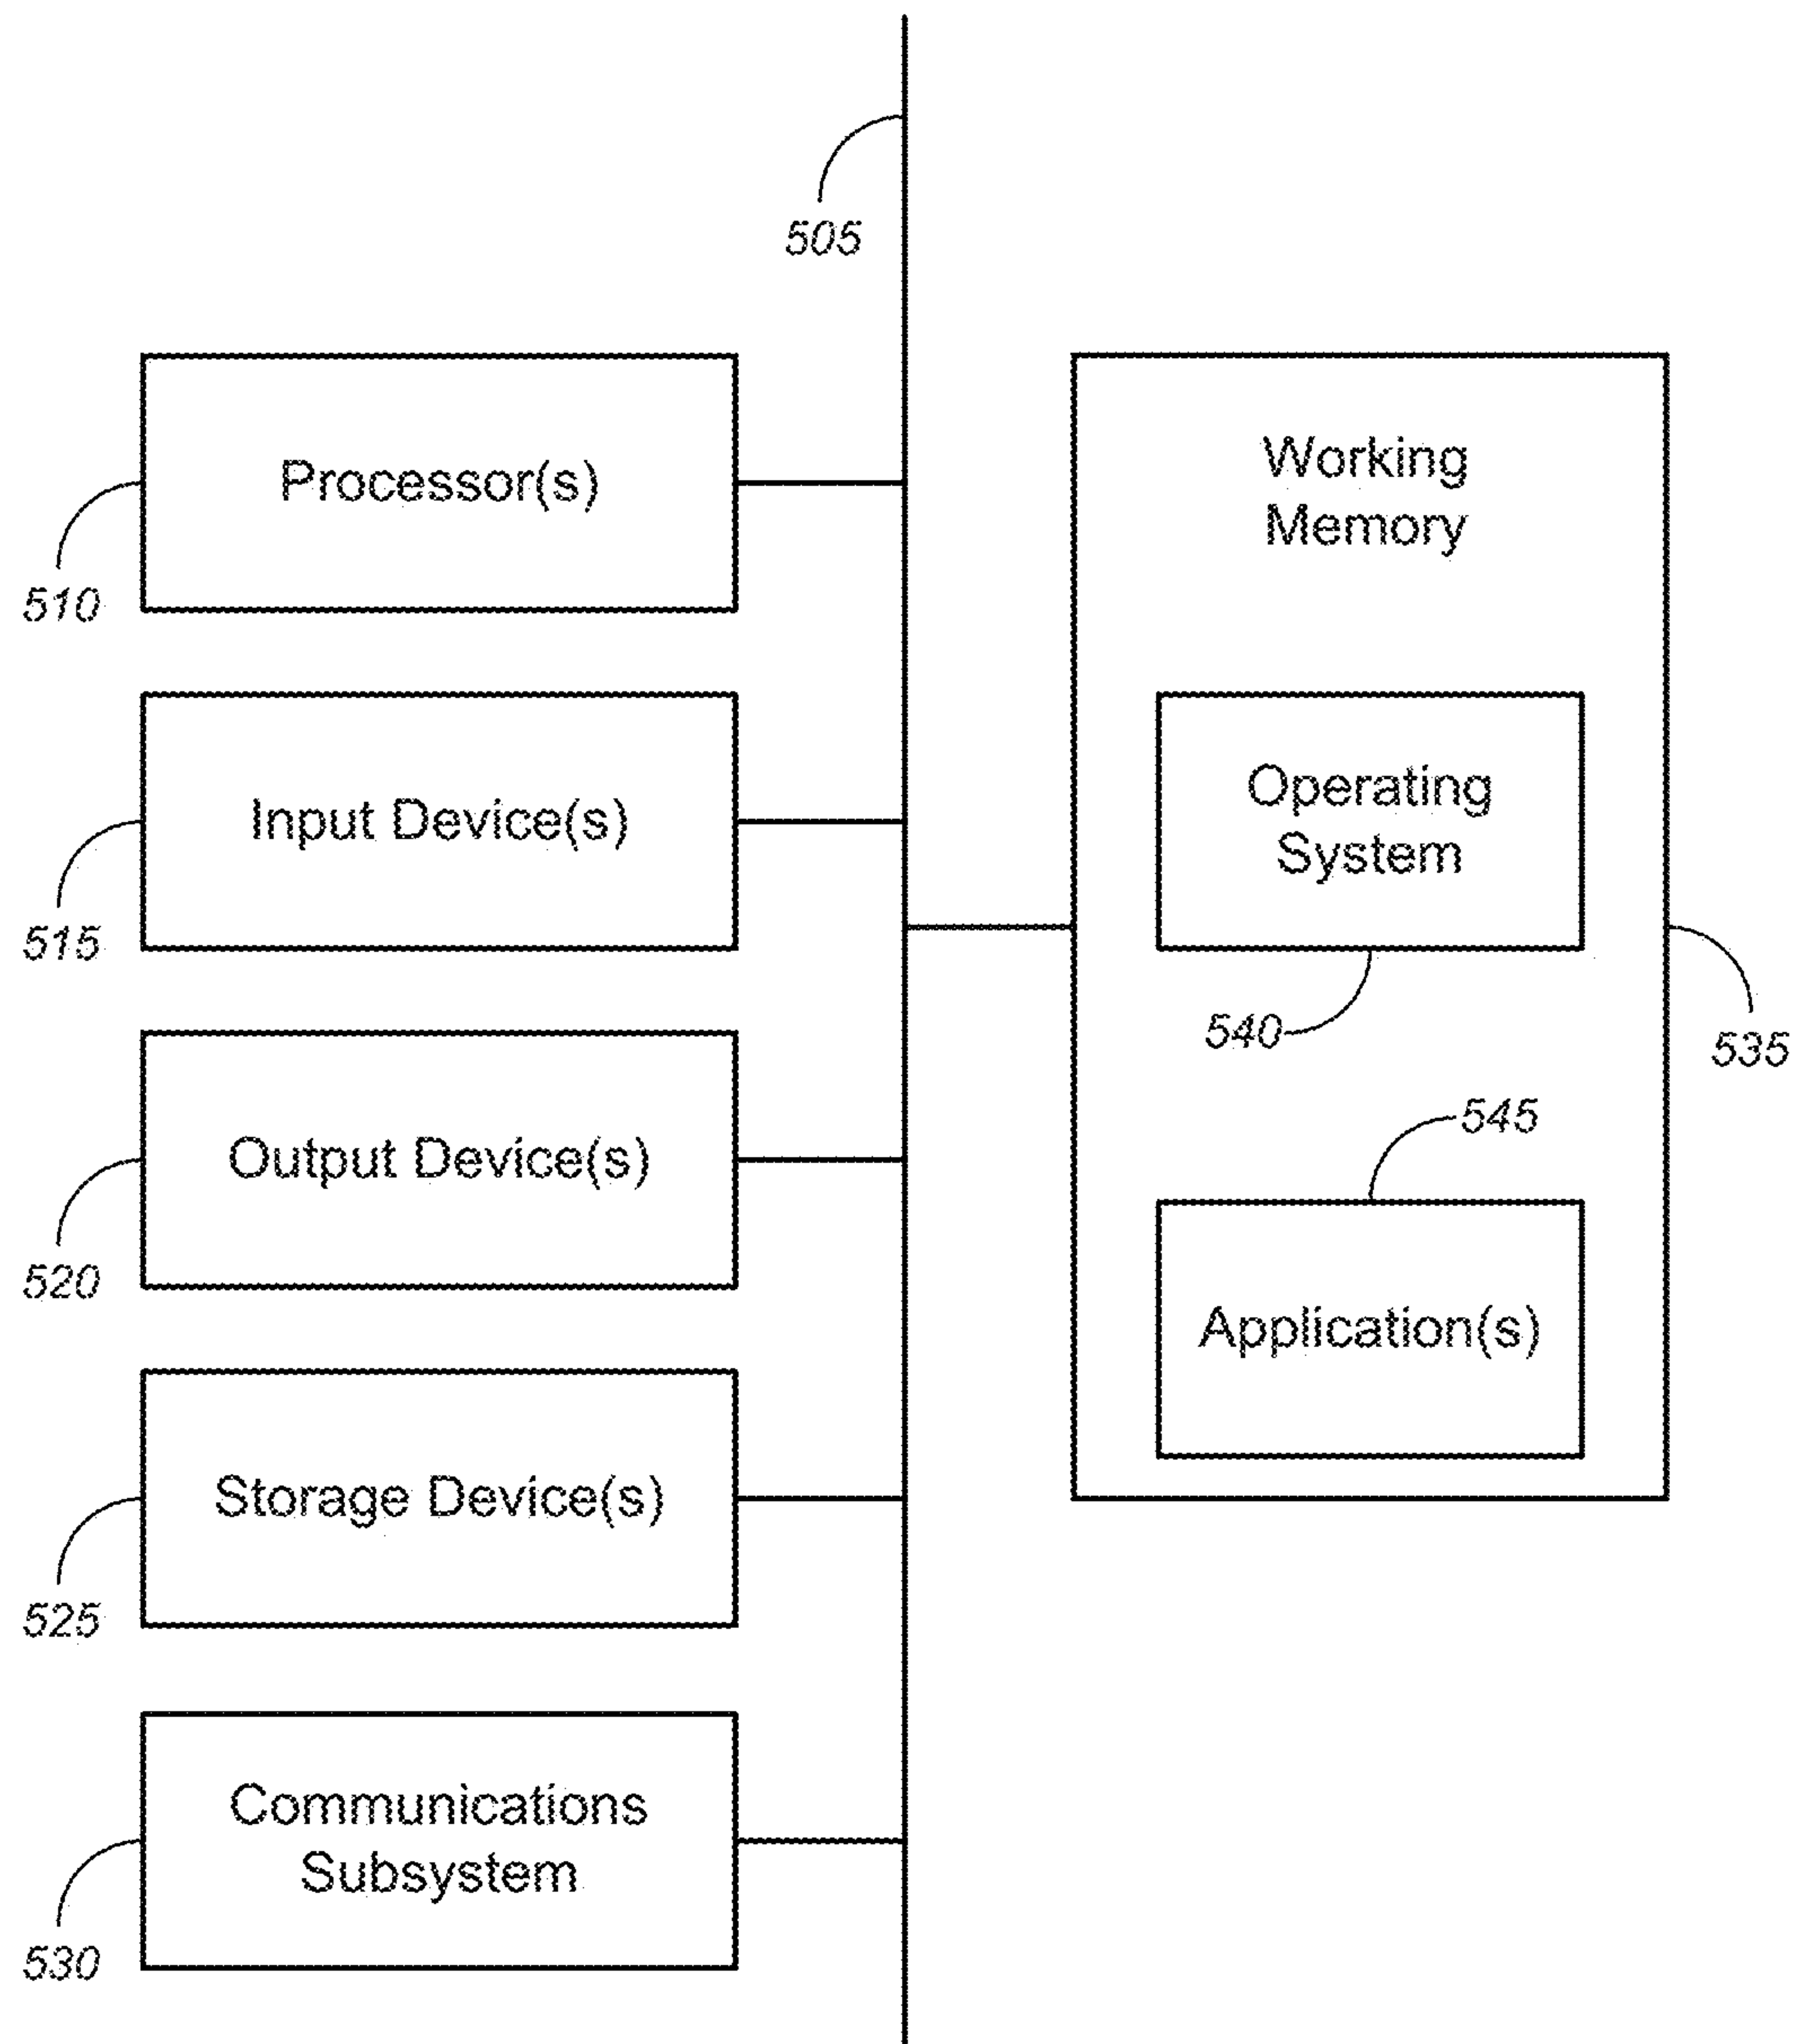 505
Processor(s)
510
Input Device(s)
515
Output Device(s)
520
Storage Device(s)
525
Communications
Subsystem
530
Working
Memory
Operating
System
540
535
545
Application(s)